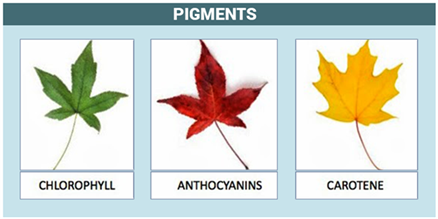 PIGMENTS
CHLOROPHYLL
ANTHOCYANINS
CAROTENE